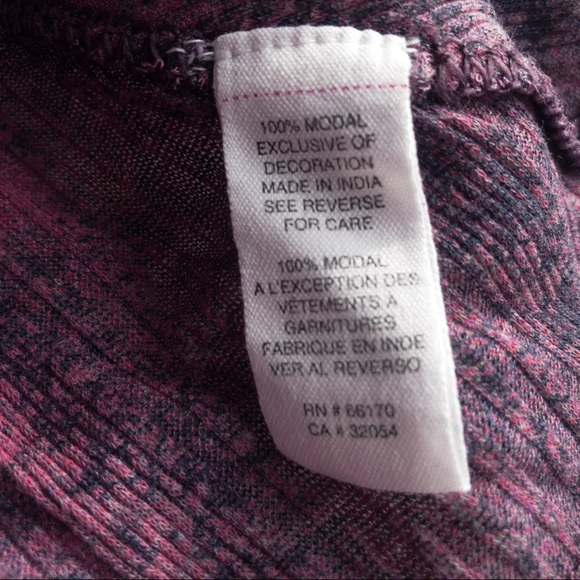 100% MODAL
EXCLUSIVE OF
DECORATION
MADE IN INDIA
SEE REVERSE
FOR CARE
100% MODAL
A L'EXCEPTION DES
VÊTEMENTS A
GARNITURES
FABRIQUE EN INDE
VER AL REVERSO
RN # 66170
CA # 32054